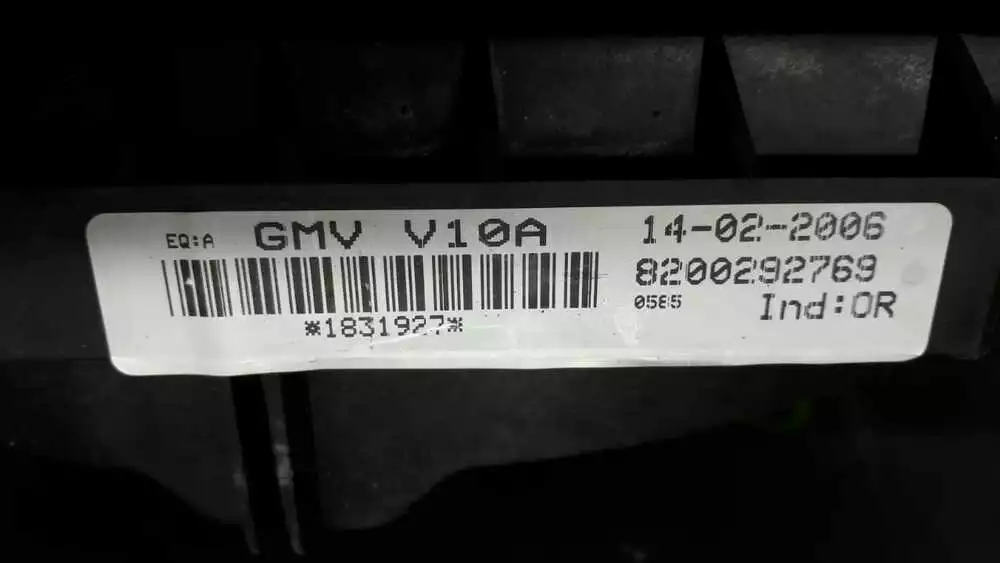 EQ:A GMV V10A 14-02-2006
8200292769
0585 Ind:OR
*1831927*